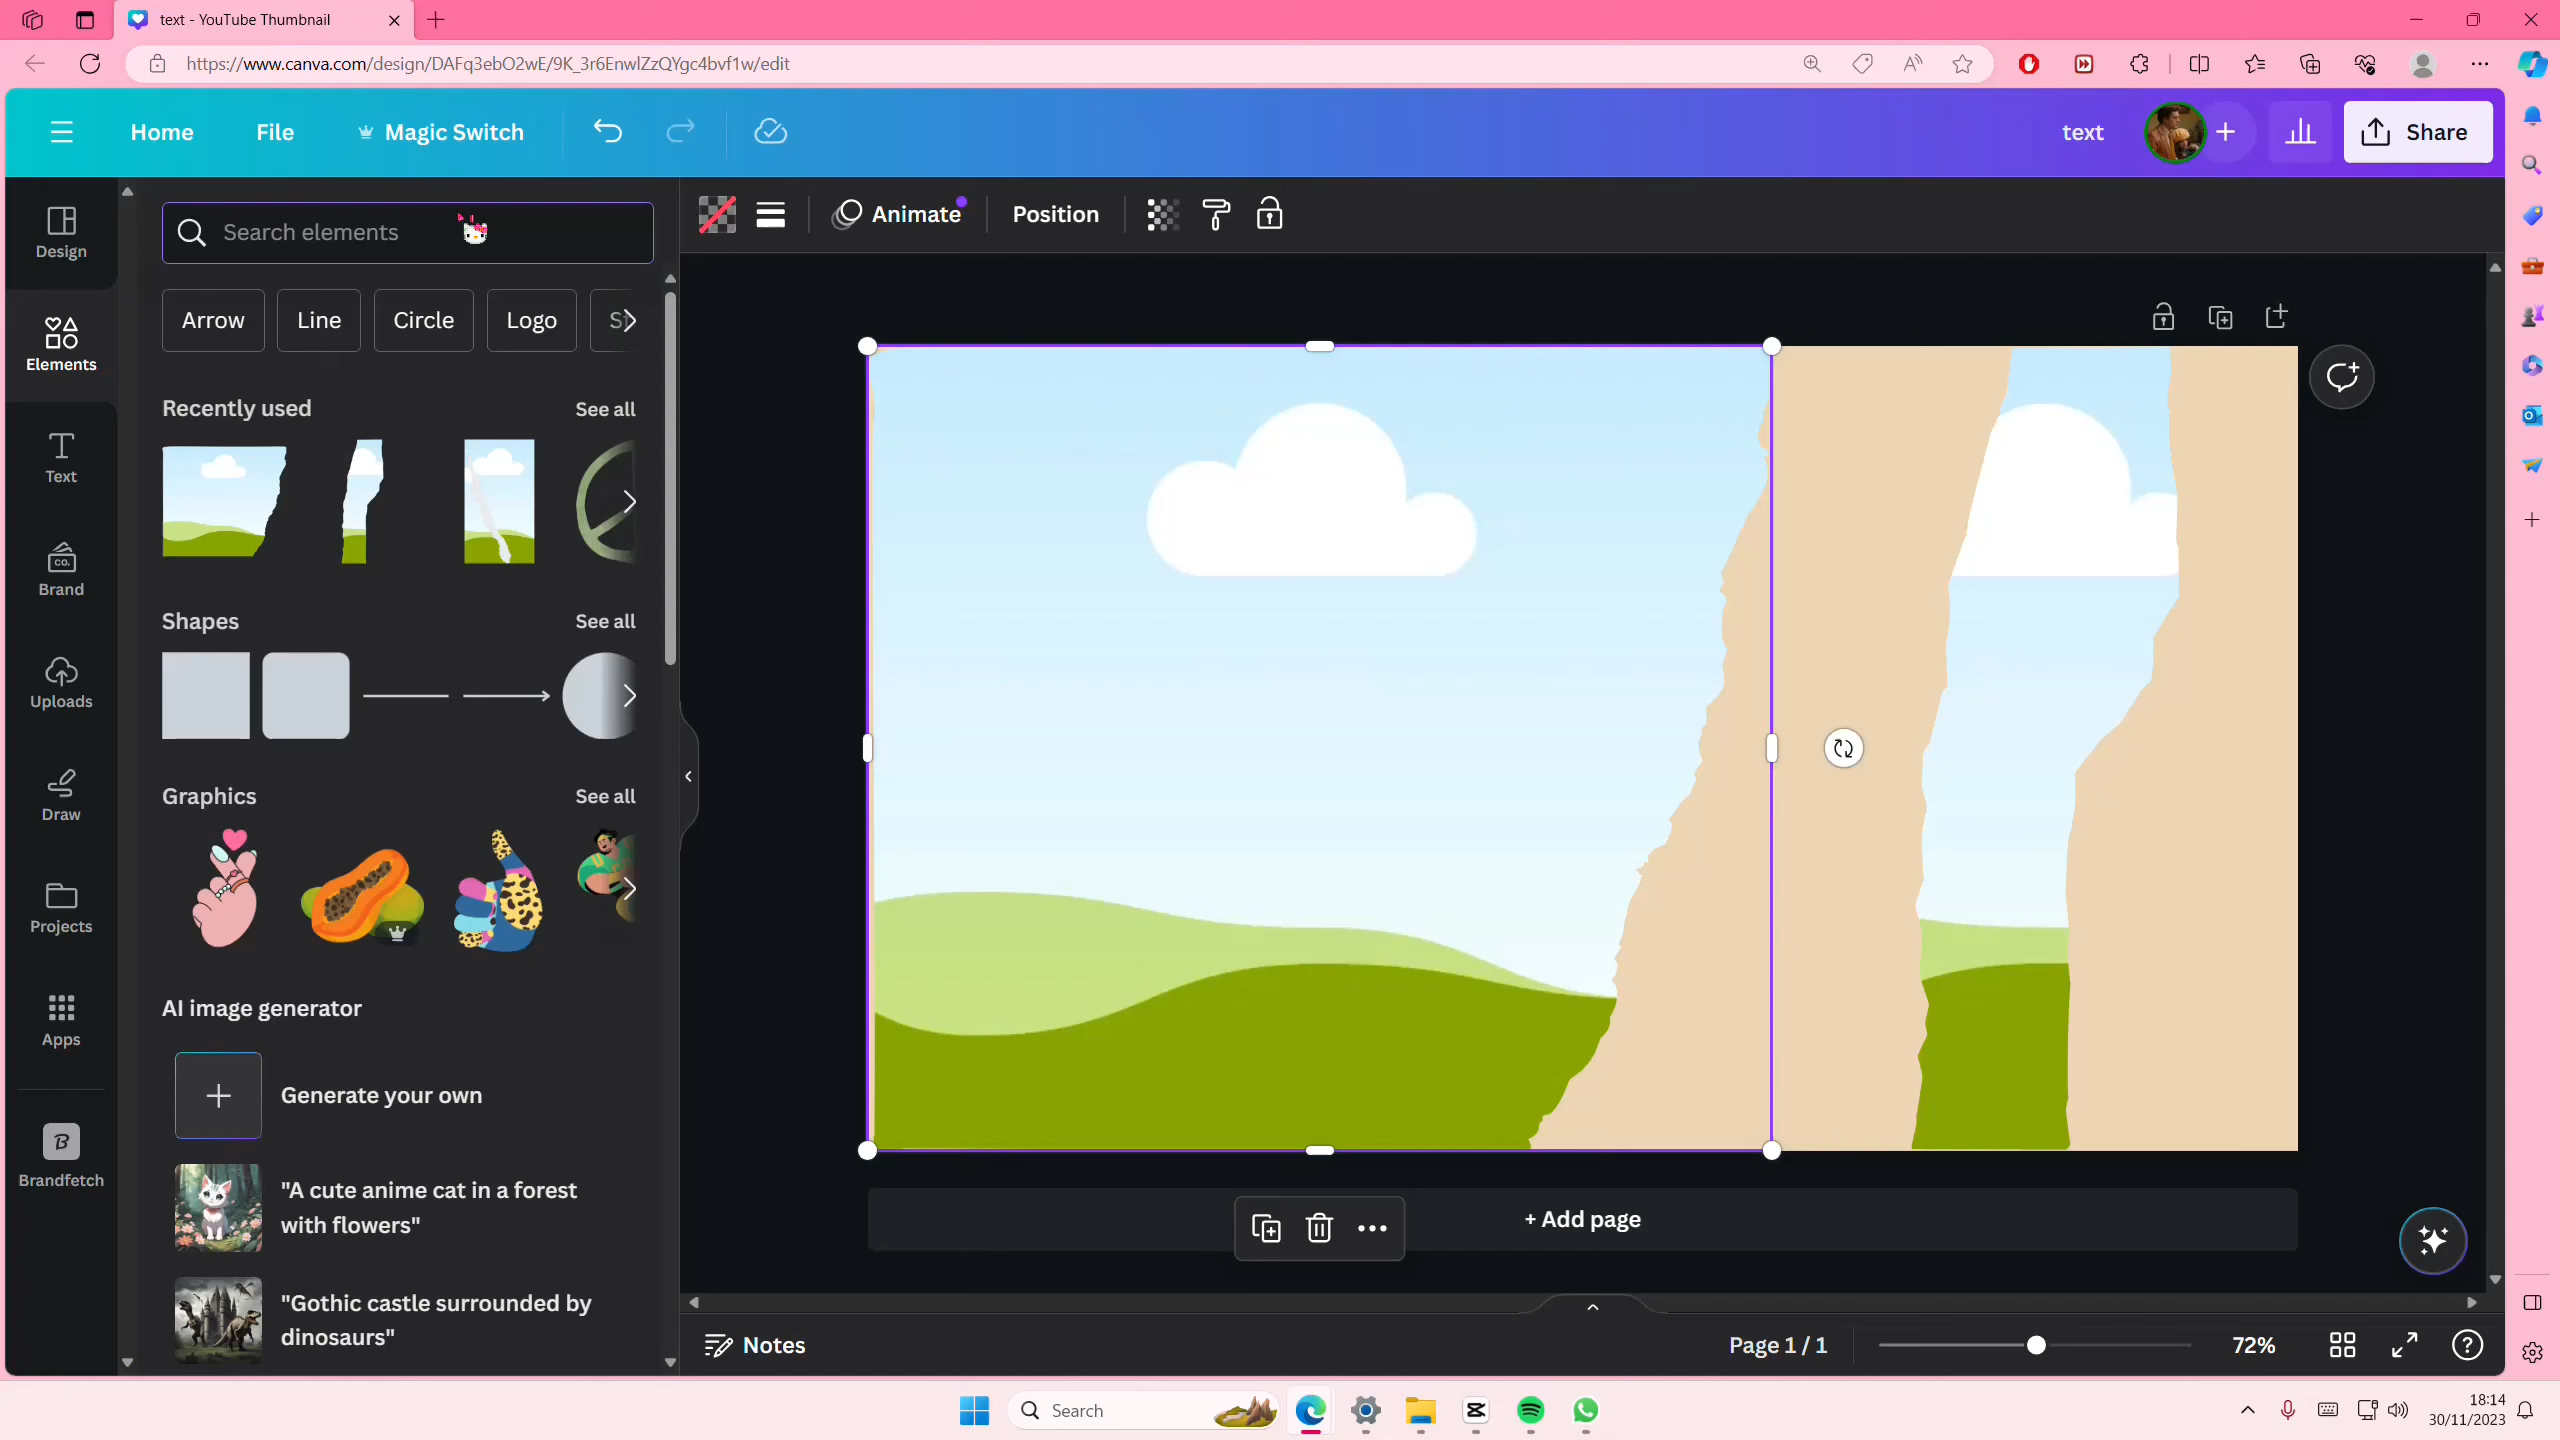 text - YouTube Thumbnail
https://www.canva.com/design/DAFq3ebO2wE/9K_3r6EnwlZzQYgc4bvf1w/edit
Home
File
Magic Switch
text
Share
Design
Elements
Text
Brand
Uploads
Draw
Projects
Apps
Brandfetch
CO.
Search elements
Arrow
Line
Circle
Logo
Recently used
See all
Shapes
See all
Graphics
See all
AI image generator
Generate your own
"A cute anime cat in a forest
with flowers"
"Gothic castle surrounded by
dinosaurs"
Animate
Position
+ Add page
Notes
Page 1 / 1
72%
Search
18:14
30/11/2023